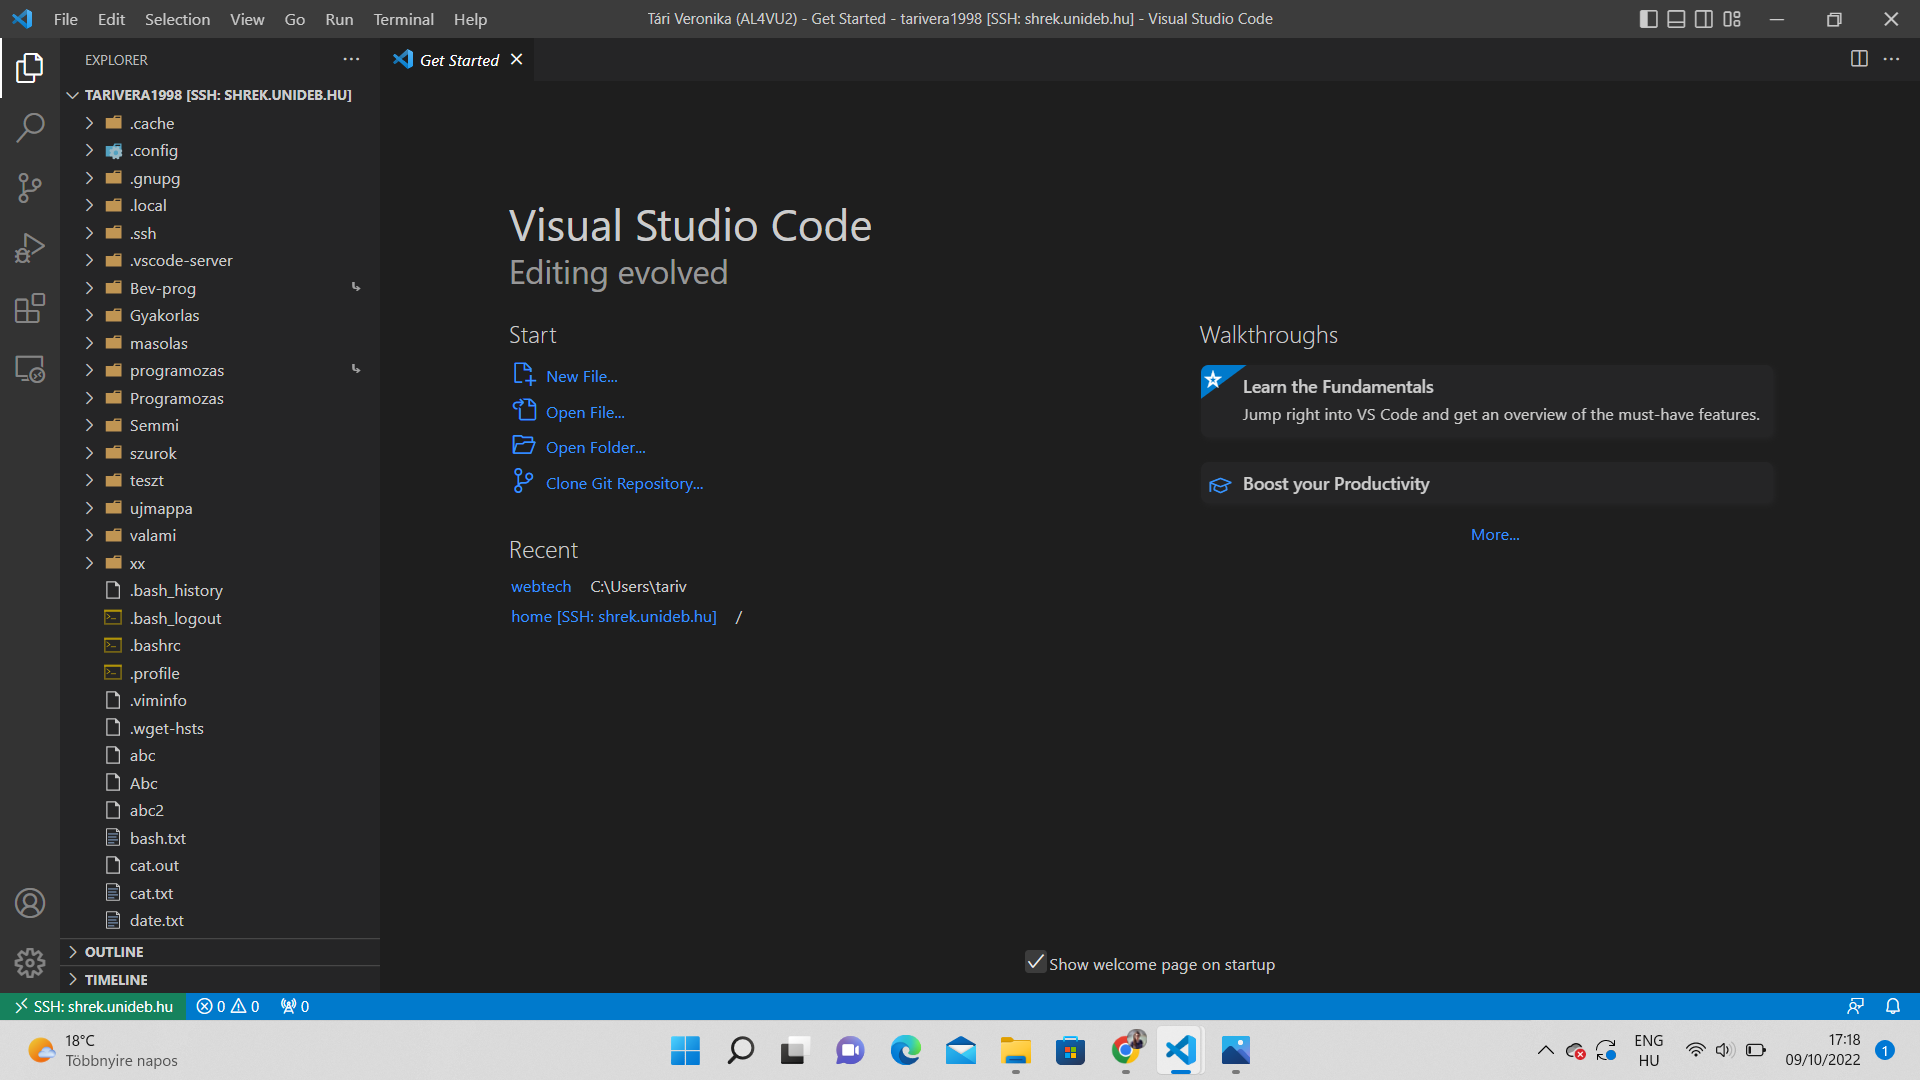 File Edit Selection View Go Run Terminal Help
Tári Veronika (AL4VU2) - Get Started - tarivera1998 [SSH: shrek.unideb.hu] - Visual Studio Code
EXPLORER
Get Started
TARIVERA1998 [SSH: SHREK.UNIDEB.HU]
.cache
.config
.gnupg
.local
.ssh
.vscode-server
Bev-prog
Gyakorlas
masolas
programozas
Programozas
Semmi
szurok
teszt
ujmappa
valami
xx
.bash_history
.bash_logout
.bashrc
.profile
.viminfo
.wget-hsts
abc
Abc
abc2
bash.txt
cat.out
cat.txt
date.txt
OUTLINE
TIMELINE
Visual Studio Code
Editing evolved
Start
New File...
Open File...
Open Folder...
Clone Git Repository...
Recent
webtech C:\Users\tariv
home [SSH: shrek.unideb.hu] /
Walkthroughs
Learn the Fundamentals
Jump right into VS Code and get an overview of the must-have features.
Boost your Productivity
More...
Show welcome page on startup
SSH: shrek.unideb.hu 0 0 0
18°C
Többnyire napos
ENG
HU
17:18
09/10/2022
1